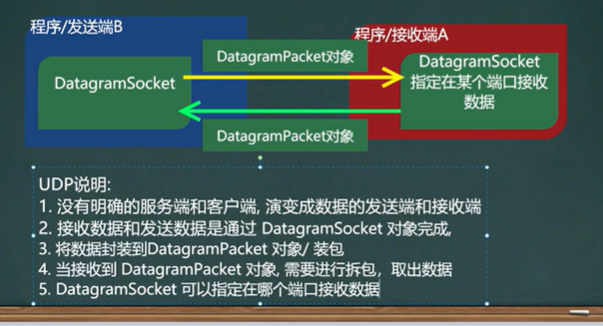 程序/发送端B
程序/接收端A
DatagramPacket对象
DatagramSocket
DatagramSocket
指定在某个端口接收
数据
DatagramPacket对象
UDP说明:
1. 没有明确的服务端和客户端, 演变成数据的发送端和接收端
2. 接收数据和发送数据是通过 DatagramSocket 对象完成,
3. 将数据封装到DatagramPacket 对象/ 装包
4. 当接收到 DatagramPacket 对象, 需要进行拆包，取出数据
5. DatagramSocket 可以指定在哪个端口接收数据